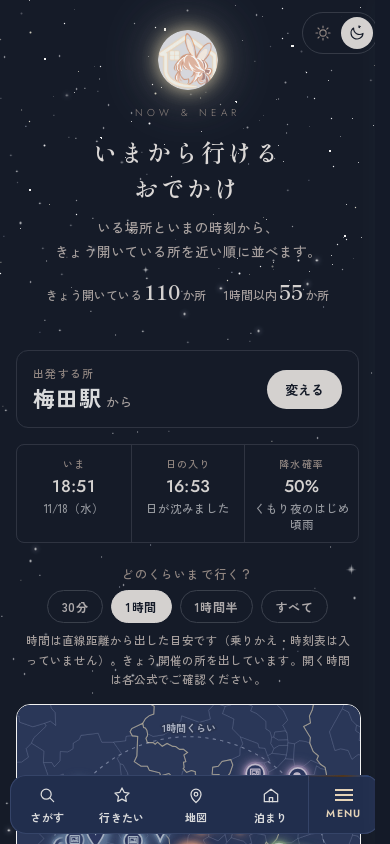 NOW & NEAR
いまから行ける
おでかけ
いる場所といまの時刻から、
きょう開いている所を近い順に並べます。
きょう開いている110か所 1時間以内55か所
出発する所
梅田駅から
変える
いま
18:51
11/18（水）
日の入り
16:53
日が沈みました
降水確率
50%
くもり夜のはじめ
頃雨
どのくらいまで行く？
30分 1時間 1時間半 すべて
時間は直線距離から出した目安です（乗りかえ・時刻表は入
っていません）。きょう開催の所を出しています。開く時間
は各公式でご確認ください。
1時間くらい
さがす 行きたい 地図 泊まり MENU